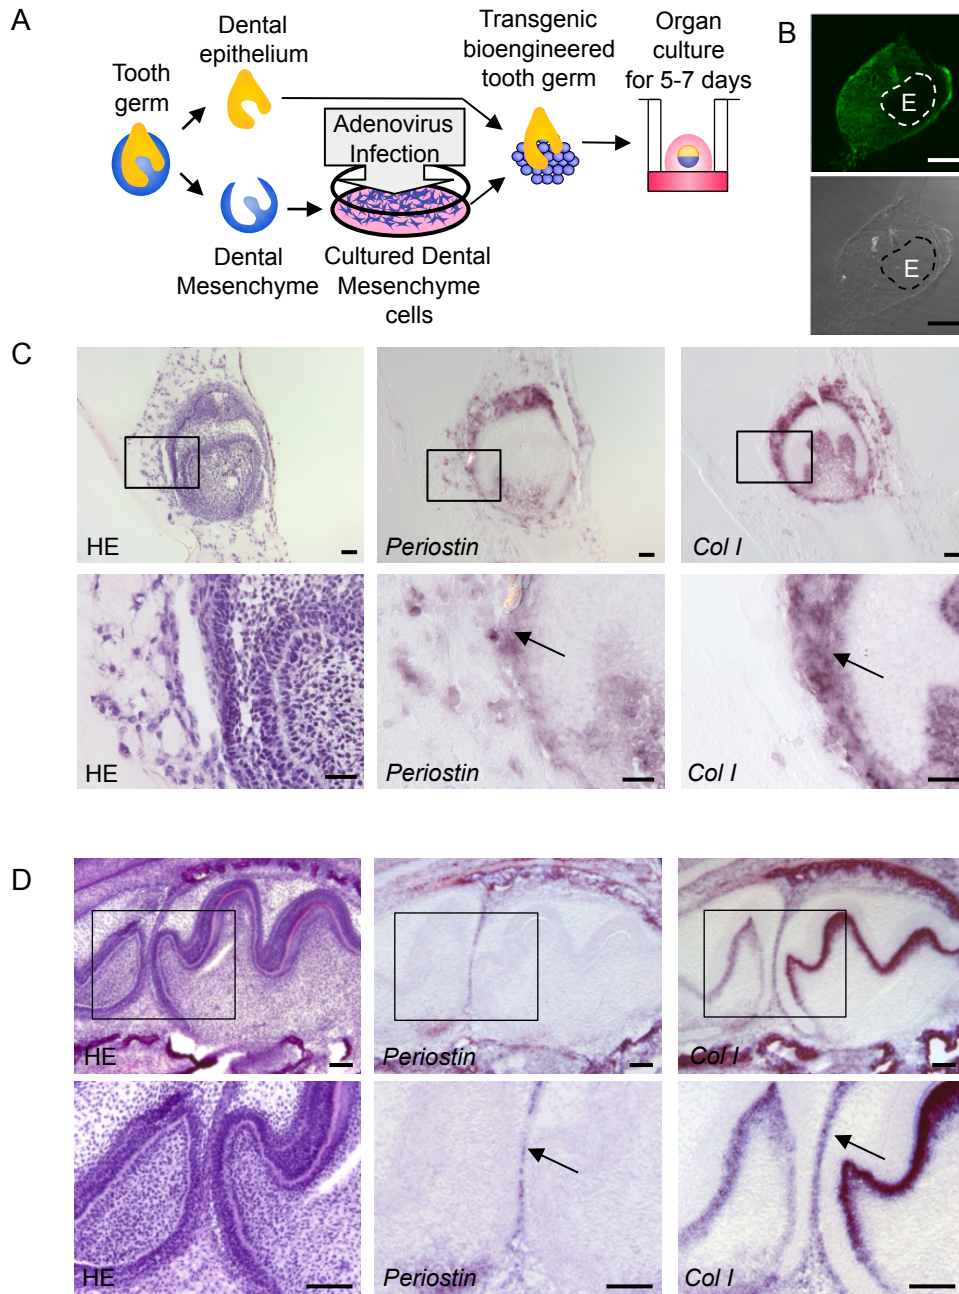 A
Tooth
germ
Dental
epithelium
Dental
Mesenchyme
Adenovirus
Infection
Cultured Dental
Mesenchyme
cells
Transgenic
bioengineered
tooth germ
Organ
culture
for 5-7 days
B
E
E
C
HE
Periostin
Col I
HE
Periostin
Col I
D
HE
Periostin
Col I
HE
Periostin
Col I